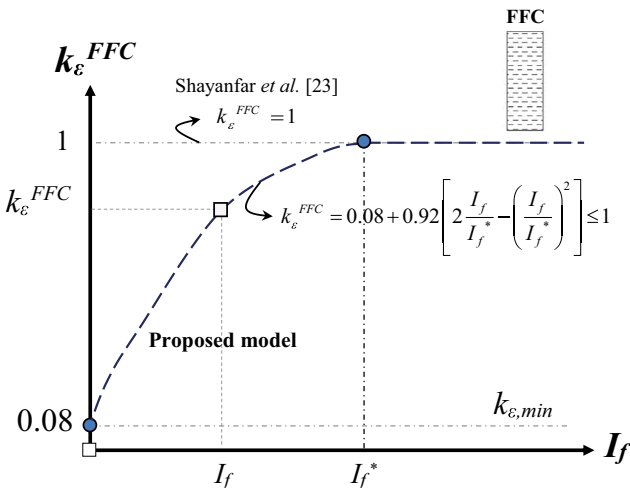 FFC
k_ε^FFC
Shayanfar et al. [23]
k_ε^FFC = 1
1
k_ε^FFC
k_ε^FFC = 0.08 + 0.92[2 I_f/I_f^* − (I_f/I_f^*)^2] ≤ 1
Proposed model
k_ε,min
0.08
I_f
I_f
I_f^*